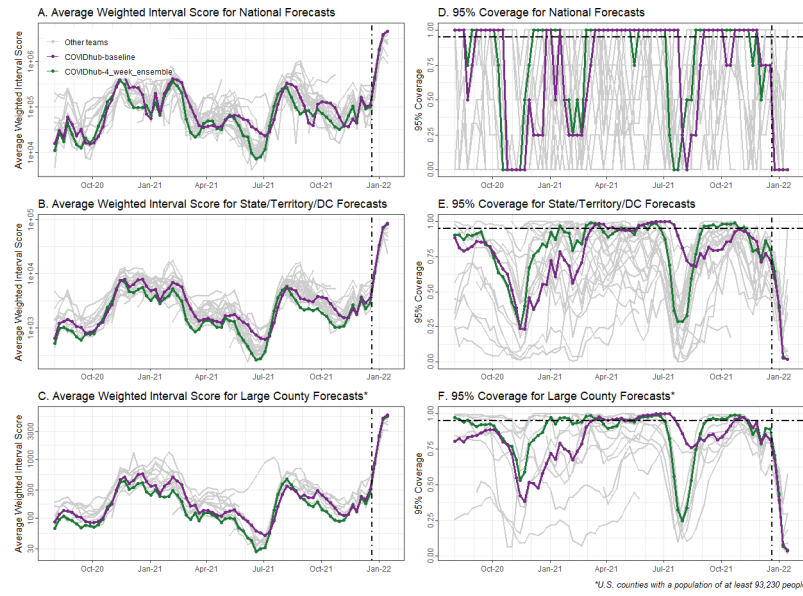 A. Average Weighted Interval Score for National Forecasts
Average Weighted Interval Score
1e+06
1e+05
1e+04
Other teams
COVIDhub-baseline
COVIDhub-4_week_ensemble
Oct-20 Jan-21 Apr-21 Jul-21 Oct-21 Jan-22
B. Average Weighted Interval Score for State/Territory/DC Forecasts
Average Weighted Interval Score
1e+05
1e+04
1e+03
Oct-20 Jan-21 Apr-21 Jul-21 Oct-21 Jan-22
C. Average Weighted Interval Score for Large County Forecasts*
Average Weighted Interval Score
3000
1000
300
100
30
Oct-20 Jan-21 Apr-21 Jul-21 Oct-21 Jan-22
D. 95% Coverage for National Forecasts
95% Coverage
1.00
0.75
0.50
0.25
0.00
Oct-20 Jan-21 Apr-21 Jul-21 Oct-21 Jan-22
E. 95% Coverage for State/Territory/DC Forecasts
95% Coverage
1.00
0.75
0.50
0.25
0.00
Oct-20 Jan-21 Apr-21 Jul-21 Oct-21 Jan-22
F. 95% Coverage for Large County Forecasts*
95% Coverage
1.00
0.75
0.50
0.25
0.00
Oct-20 Jan-21 Apr-21 Jul-21 Oct-21 Jan-22
*U.S. counties with a population of at least 93,230 people